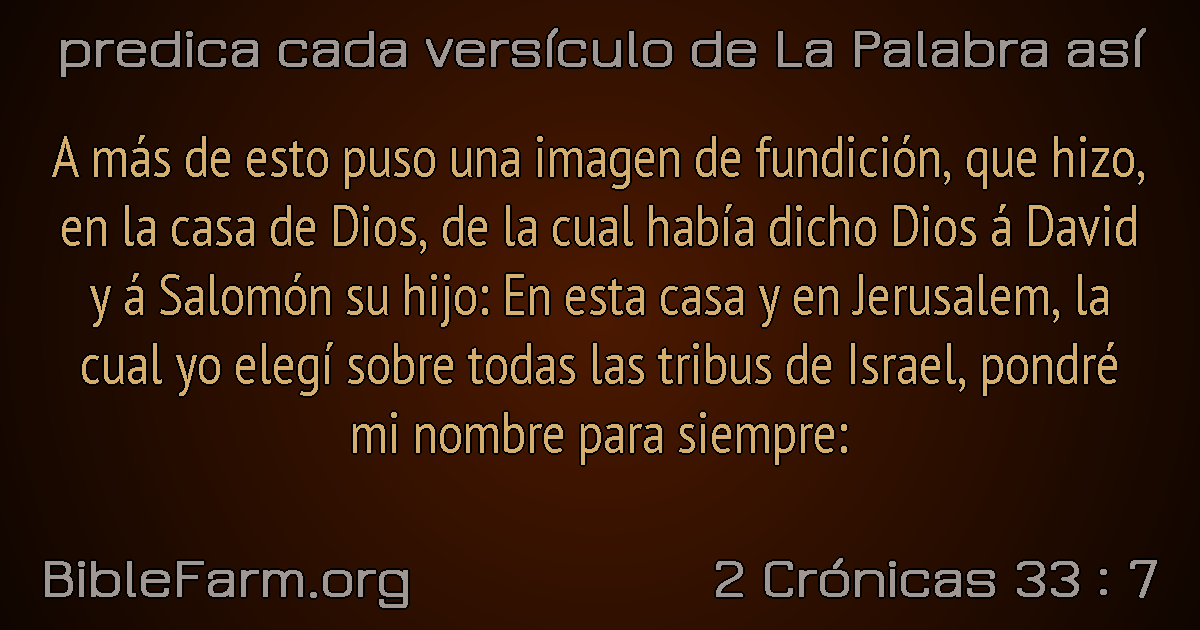 predica cada versículo de La Palabra así
A más de esto puso una imagen de fundición, que hizo,
en la casa de Dios, de la cual había dicho Dios á David
y á Salomón su hijo: En esta casa y en Jerusalem, la
cual yo elegí sobre todas las tribus de Israel, pondré
mi nombre para siempre:
BibleFarm.org
2 Crónicas 33 : 7